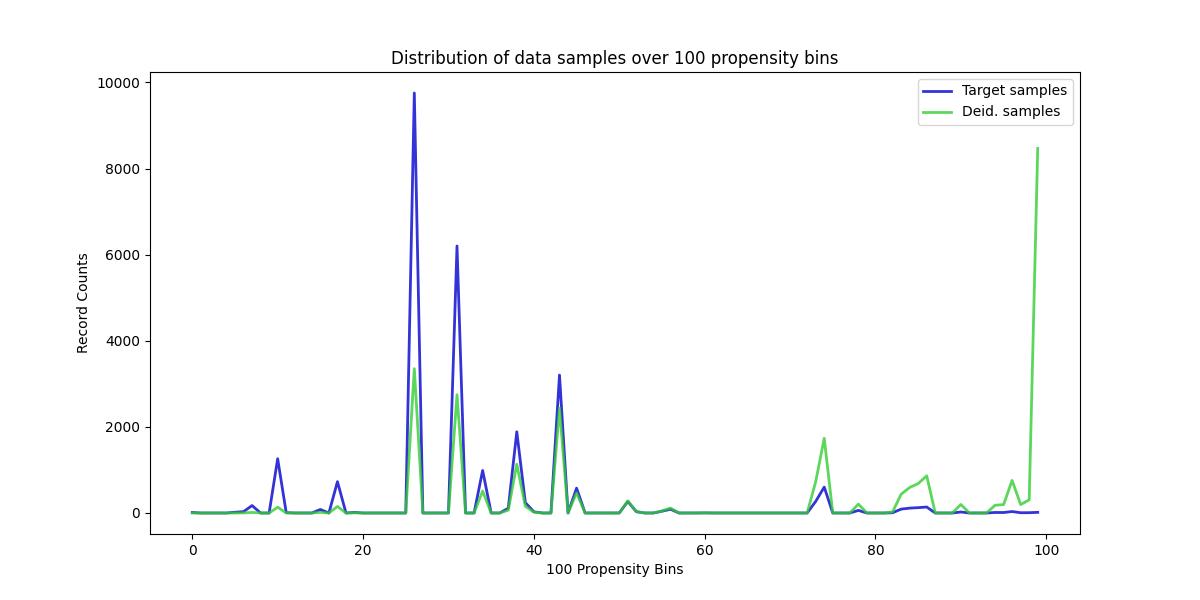 Distribution of data samples over 100 propensity bins
Target samples
Deid. samples
10000
8000
6000
4000
2000
0
Record Counts
0 20 40 60 80 100
100 Propensity Bins